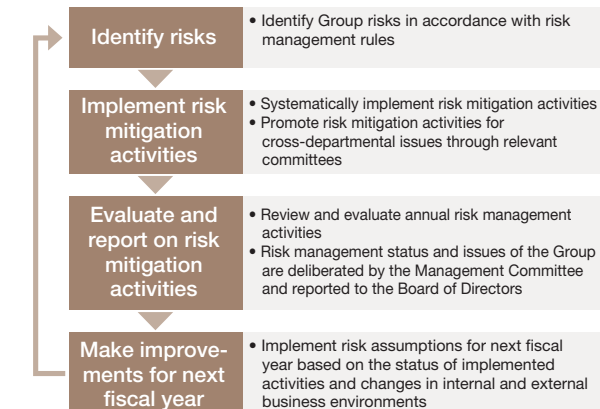 Identify risks
• Identify Group risks in accordance with risk
management rules
Implement risk
mitigation
activities
• Systematically implement risk mitigation activities
• Promote risk mitigation activities for
cross-departmental issues through relevant
committees
Evaluate and
report on risk
mitigation
activities
• Review and evaluate annual risk management
activities
• Risk management status and issues of the Group
are deliberated by the Management Committee
and reported to the Board of Directors
Make improve-
ments for next
fiscal year
• Implement risk assumptions for next fiscal
year based on the status of implemented
activities and changes in internal and external
business environments